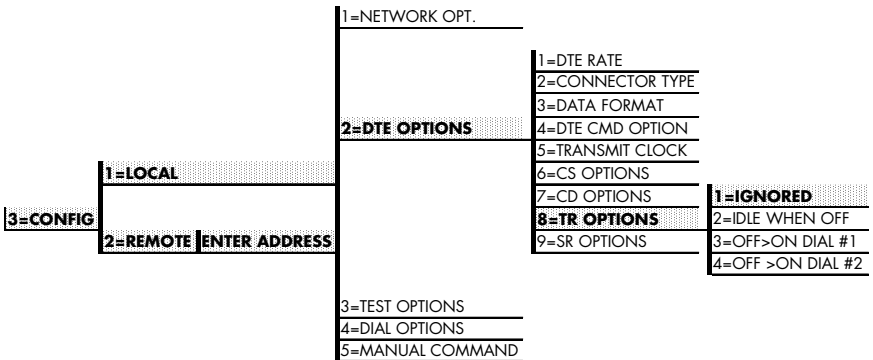 1=NETWORK OPT.
1=DTE RATE
2=CONNECTOR TYPE
3=DATA FORMAT
2=DTE OPTIONS
4=DTE CMD OPTION
5=TRANSMIT CLOCK
1=LOCAL
6=CS OPTIONS
7=CD OPTIONS
1=IGNORED
3=CONFIG
8=TR OPTIONS
2=IDLE WHEN OFF
2=REMOTE ENTER ADDRESS
9=SR OPTIONS
3=OFF>ON DIAL #1
4=OFF >ON DIAL #2
3=TEST OPTIONS
4=DIAL OPTIONS
5=MANUAL COMMAND